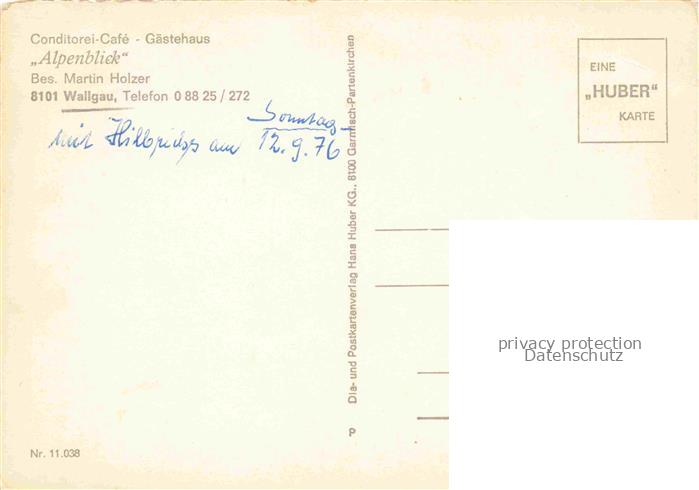 Conditorei-Café - Gästehaus
„Alpenblick"
Bes. Martin Holzer
8101 Wallgau, Telefon 0 88 25 / 272
Sonntag
mit am 12.9.76
Dia- und Postkartenverlag Hans Huber KG., 8100 Garmisch-Partenkirchen
P
EINE
„HUBER"
KARTE
privacy protection
Datenschutz
Nr. 11.038